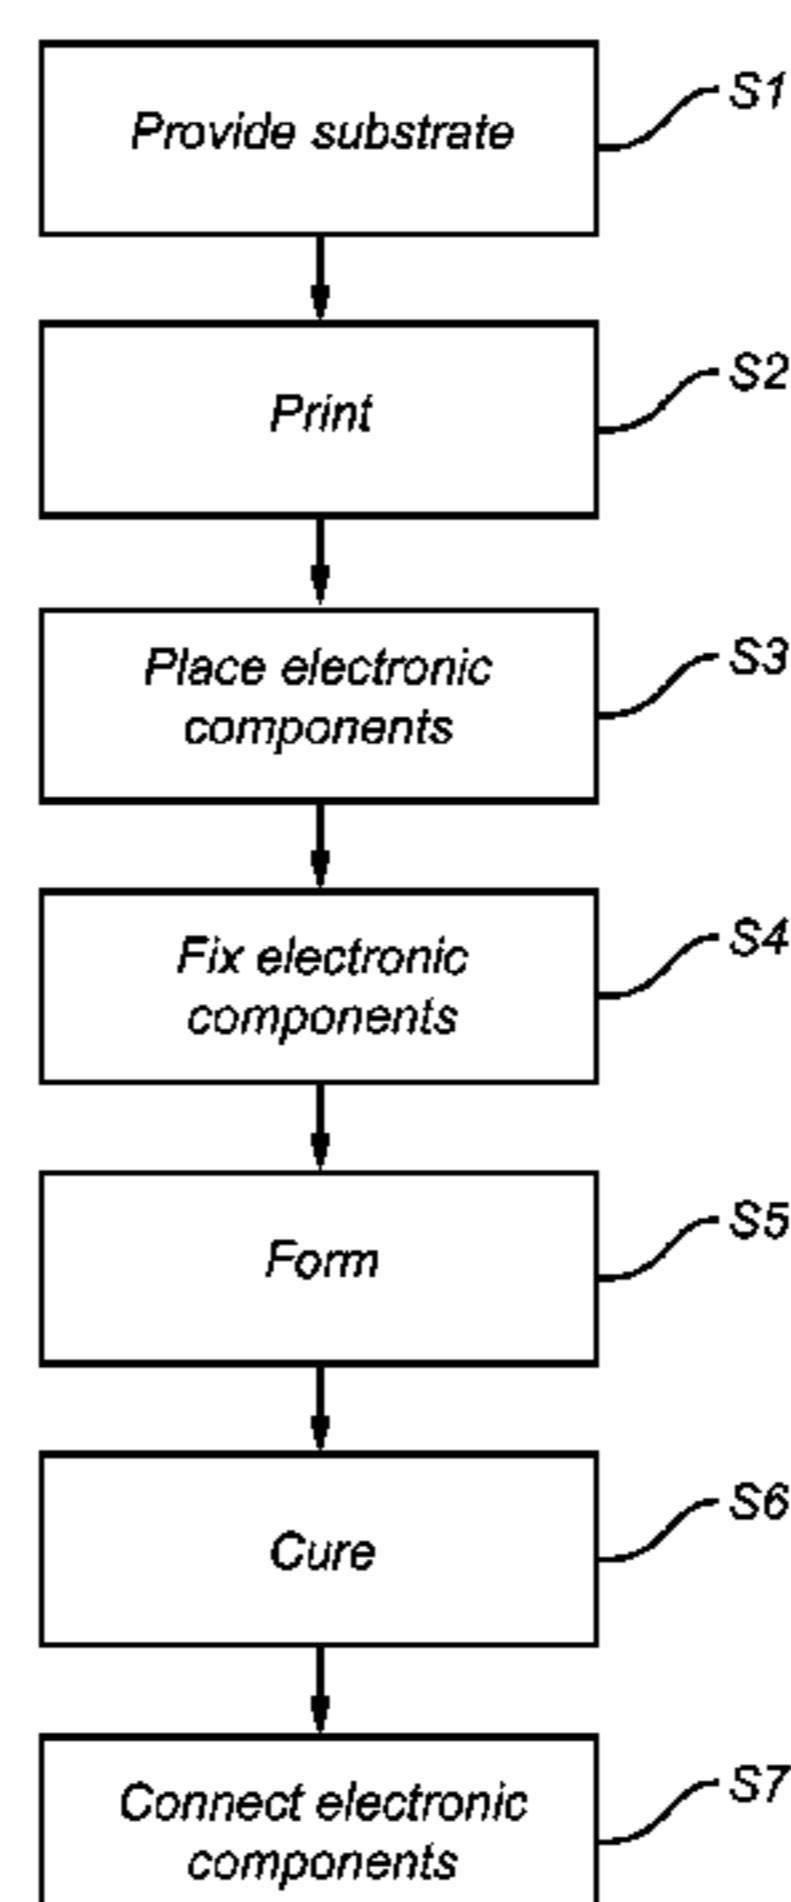 Provide substrate
S1
Print
S2
Place electronic
components
S3
Fix electronic
components
S4
Form
S5
Cure
S6
Connect electronic
components
S7